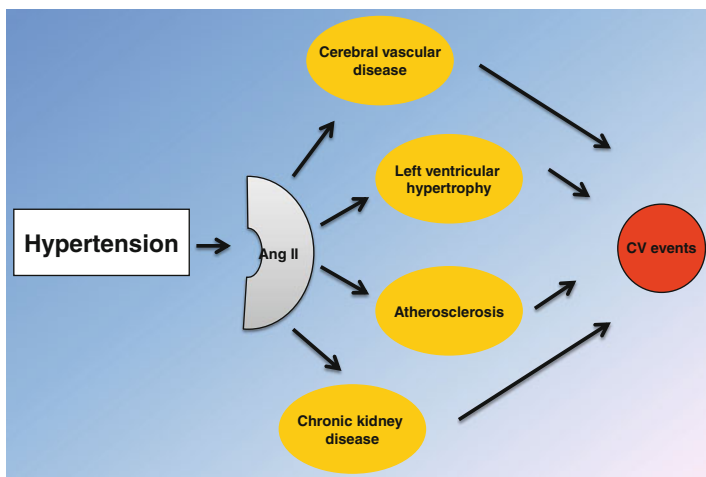 Cerebral vascular
disease
Left ventricular
hypertrophy
Hypertension
Ang II
CV events
Atherosclerosis
Chronic kidney
disease